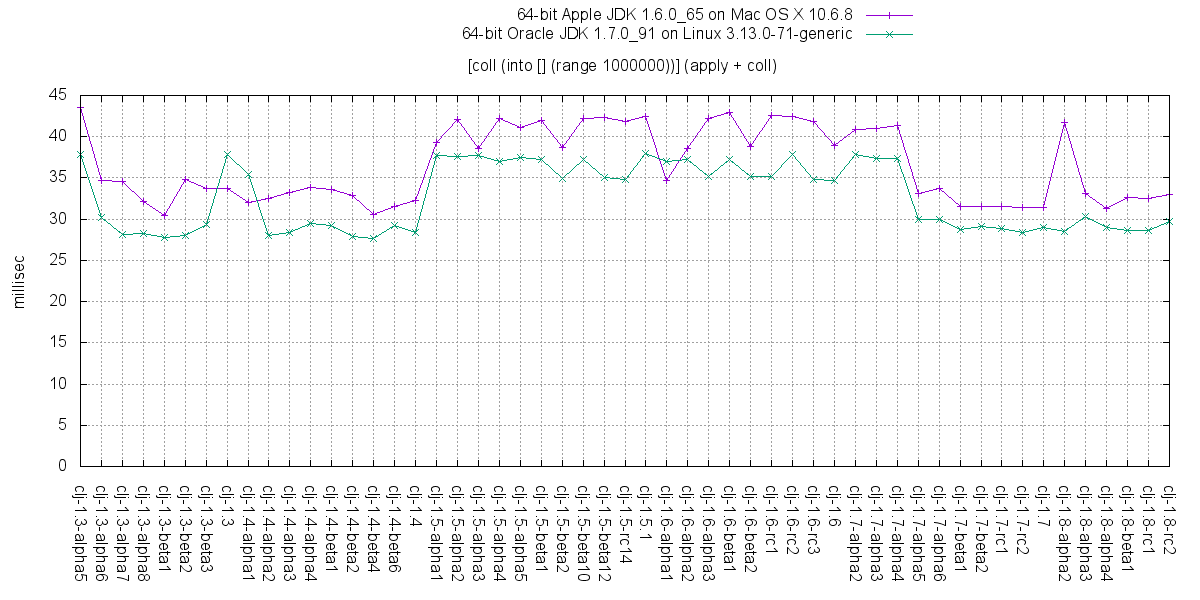 64-bit Apple JDK 1.6.0_65 on Mac OS X 10.6.8
64-bit Oracle JDK 1.7.0_91 on Linux 3.13.0-71-generic
[coll (into [] (range 1000000))] (apply + coll)
45
40
35
30
25
20
15
10
5
0
millisec
clj-1.3-alpha5
clj-1.3-alpha6
clj-1.3-alpha7
clj-1.3-alpha8
clj-1.3-beta1
clj-1.3-beta2
clj-1.3-beta3
clj-1.3
clj-1.4-alpha1
clj-1.4-alpha2
clj-1.4-alpha3
clj-1.4-alpha4
clj-1.4-beta1
clj-1.4-beta2
clj-1.4-beta4
clj-1.4-beta6
clj-1.4
clj-1.5-alpha1
clj-1.5-alpha2
clj-1.5-alpha3
clj-1.5-alpha4
clj-1.5-alpha5
clj-1.5-beta1
clj-1.5-beta2
clj-1.5-beta10
clj-1.5-beta12
clj-1.5-rc14
clj-1.5.1
clj-1.6-alpha1
clj-1.6-alpha2
clj-1.6-alpha3
clj-1.6-beta1
clj-1.6-beta2
clj-1.6-rc1
clj-1.6-rc2
clj-1.6-rc3
clj-1.6
clj-1.7-alpha2
clj-1.7-alpha3
clj-1.7-alpha4
clj-1.7-alpha5
clj-1.7-alpha6
clj-1.7-beta1
clj-1.7-beta2
clj-1.7-rc1
clj-1.7-rc2
clj-1.7
clj-1.8-alpha2
clj-1.8-alpha3
clj-1.8-alpha4
clj-1.8-beta1
clj-1.8-rc1
clj-1.8-rc2